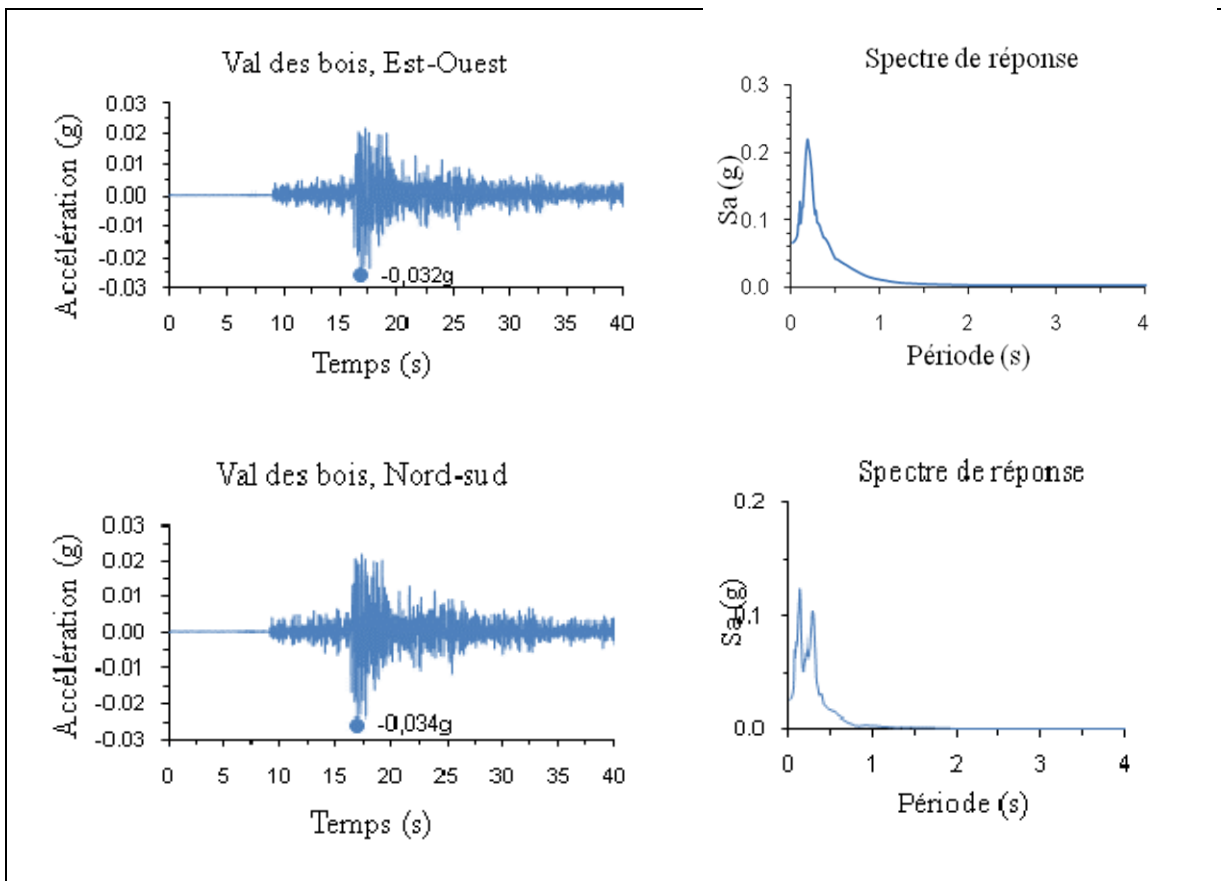 Val des bois, Est-Ouest
Accélération (g)
0.03
0.02
0.01
0.00
-0.01
-0.02
-0.03
-0,032g
0 5 10 15 20 25 30 35 40
Temps (s)
Spectre de réponse
Sa (g)
0.3
0.2
0.1
0.0
0 1 2 3 4
Période (s)
Val des bois, Nord-sud
Accélération (g)
0.03
0.02
0.01
0.00
-0.01
-0.02
-0.03
-0,034g
0 5 10 15 20 25 30 35 40
Temps (s)
Spectre de réponse
Sa (g)
0.2
0.1
0.0
0 1 2 3 4
Période (s)